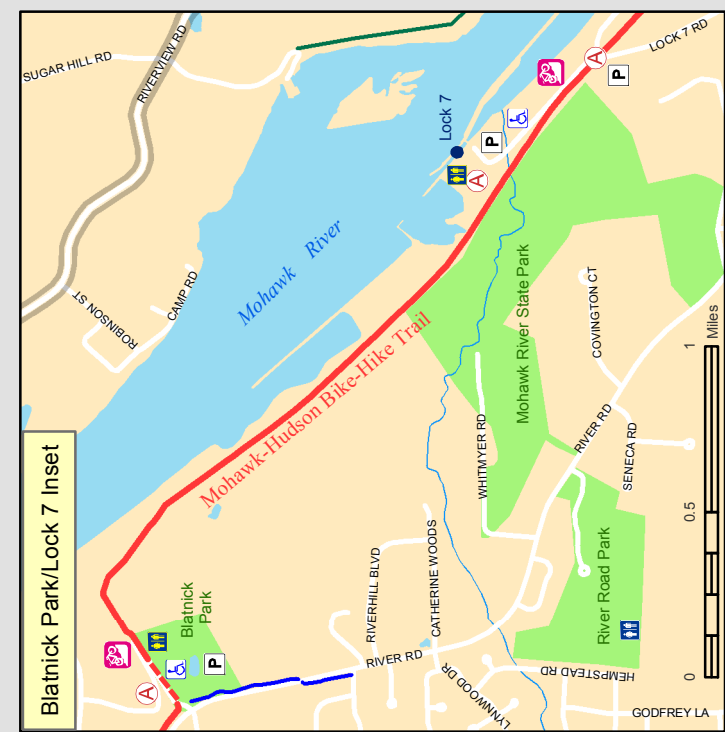 Blatnick Park/Lock 7 Inset
SUGAR HILL RD
RIVERVIEW RD
LOCK 7 RD
A
P
Lock 7
P
A
Mohawk River
ROBINSON ST
CAMP RD
Mohawk-Hudson Bike-Hike Trail
Mohawk River State Park
COVINGTON CT
WHITMYER RD
RIVER RD
SENECA RD
Blatnick
Park
P
A
RIVERHILL BLVD
CATHERINE WOODS
RIVER RD
LYNNWOOD DR
HEMPSTEAD RD
River Road Park
GODFREY LA
0
0.5
1
Miles